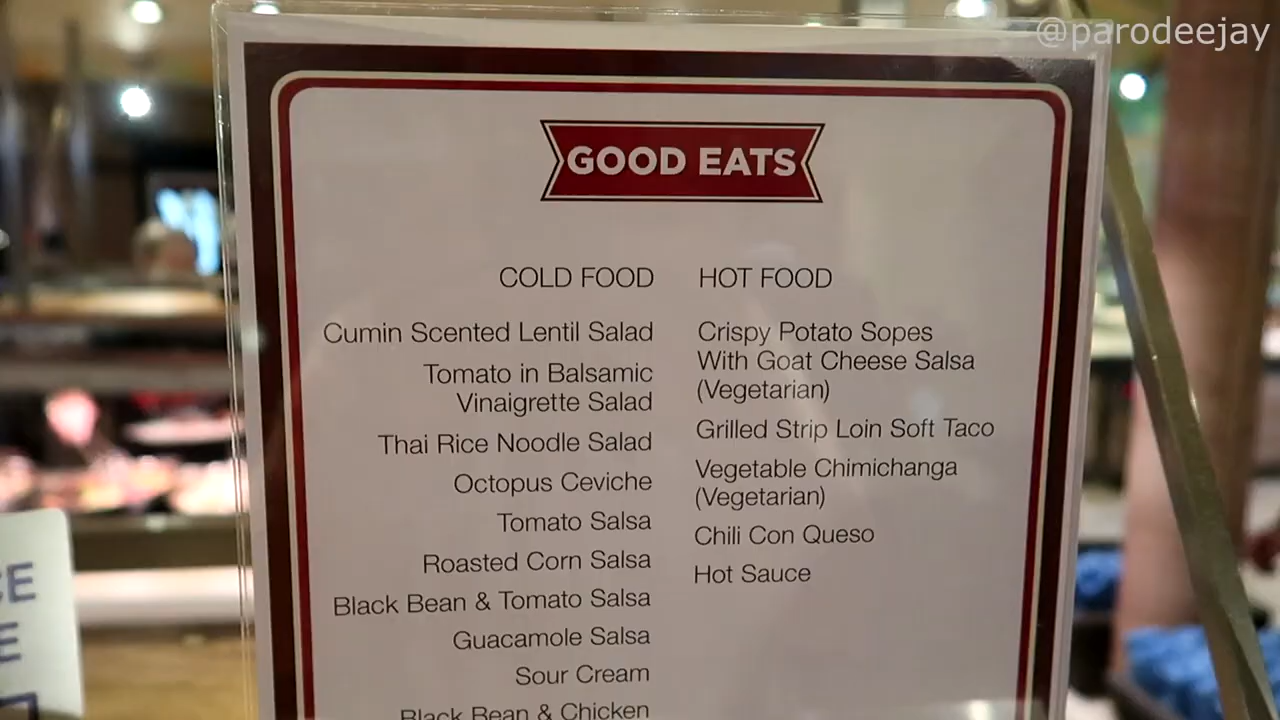 @parodeejay
GOOD EATS
COLD FOOD
Cumin Scented Lentil Salad
Tomato in Balsamic
Vinaigrette Salad
Thai Rice Noodle Salad
Octopus Ceviche
Tomato Salsa
Roasted Corn Salsa
Black Bean & Tomato Salsa
Guacamole Salsa
Sour Cream
Black Bean & Chicken
HOT FOOD
Crispy Potato Sopes
With Goat Cheese Salsa
(Vegetarian)
Grilled Strip Loin Soft Taco
Vegetable Chimichanga
(Vegetarian)
Chili Con Queso
Hot Sauce